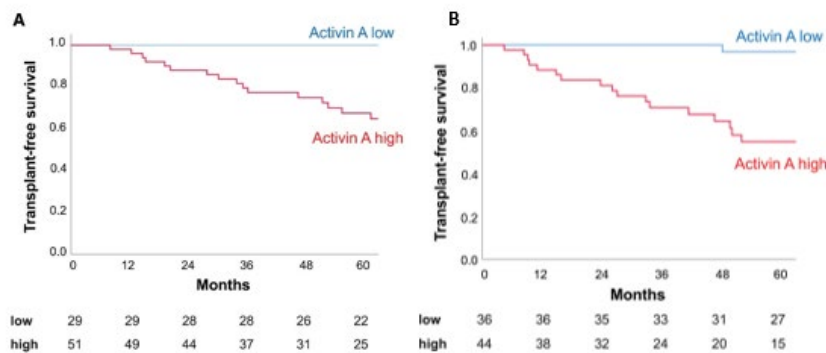 A
Transplant-free survival
1.0
0.8
0.6
0.4
0.2
0.0
Activin A low
Activin A high
0 12 24 36 48 60
Months
low 29 29 28 28 26 22
high 51 49 44 37 31 25
B
Transplant-free survival
1.0
0.8
0.6
0.4
0.2
0.0
Activin A low
Activin A high
0 12 24 36 48 60
Months
low 36 36 35 33 31 27
high 44 38 32 24 20 15